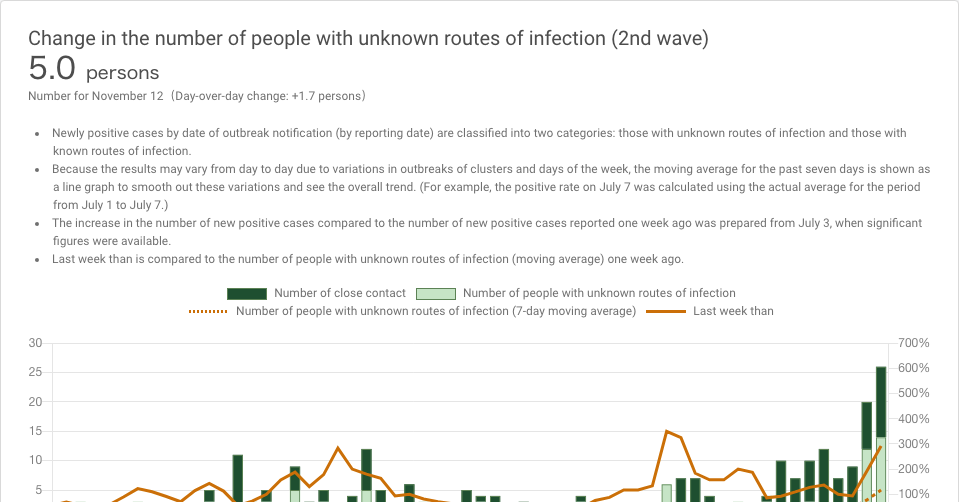 Change in the number of people with unknown routes of infection (2nd wave)
5.0 persons
Number for November 12 (Day-over-day change: +1.7 persons)
• Newly positive cases by date of outbreak notification (by reporting date) are classified into two categories: those with unknown routes of infection and those with
known routes of infection.
• Because the results may vary from day to day due to variations in outbreaks of clusters and days of the week, the moving average for the past seven days is shown as
a line graph to smooth out these variations and see the overall trend. (For example, the positive rate on July 7 was calculated using the actual average for the period
from July 1 to July 7.)
• The increase in the number of new positive cases compared to the number of new positive cases reported one week ago was prepared from July 3, when significant
figures were available.
• Last week than is compared to the number of people with unknown routes of infection (moving average) one week ago.
Number of close contact Number of people with unknown routes of infection
Number of people with unknown routes of infection (7-day moving average) Last week than
30 700%
25 600%
500%
20 400%
15 300%
10 200%
5 100%